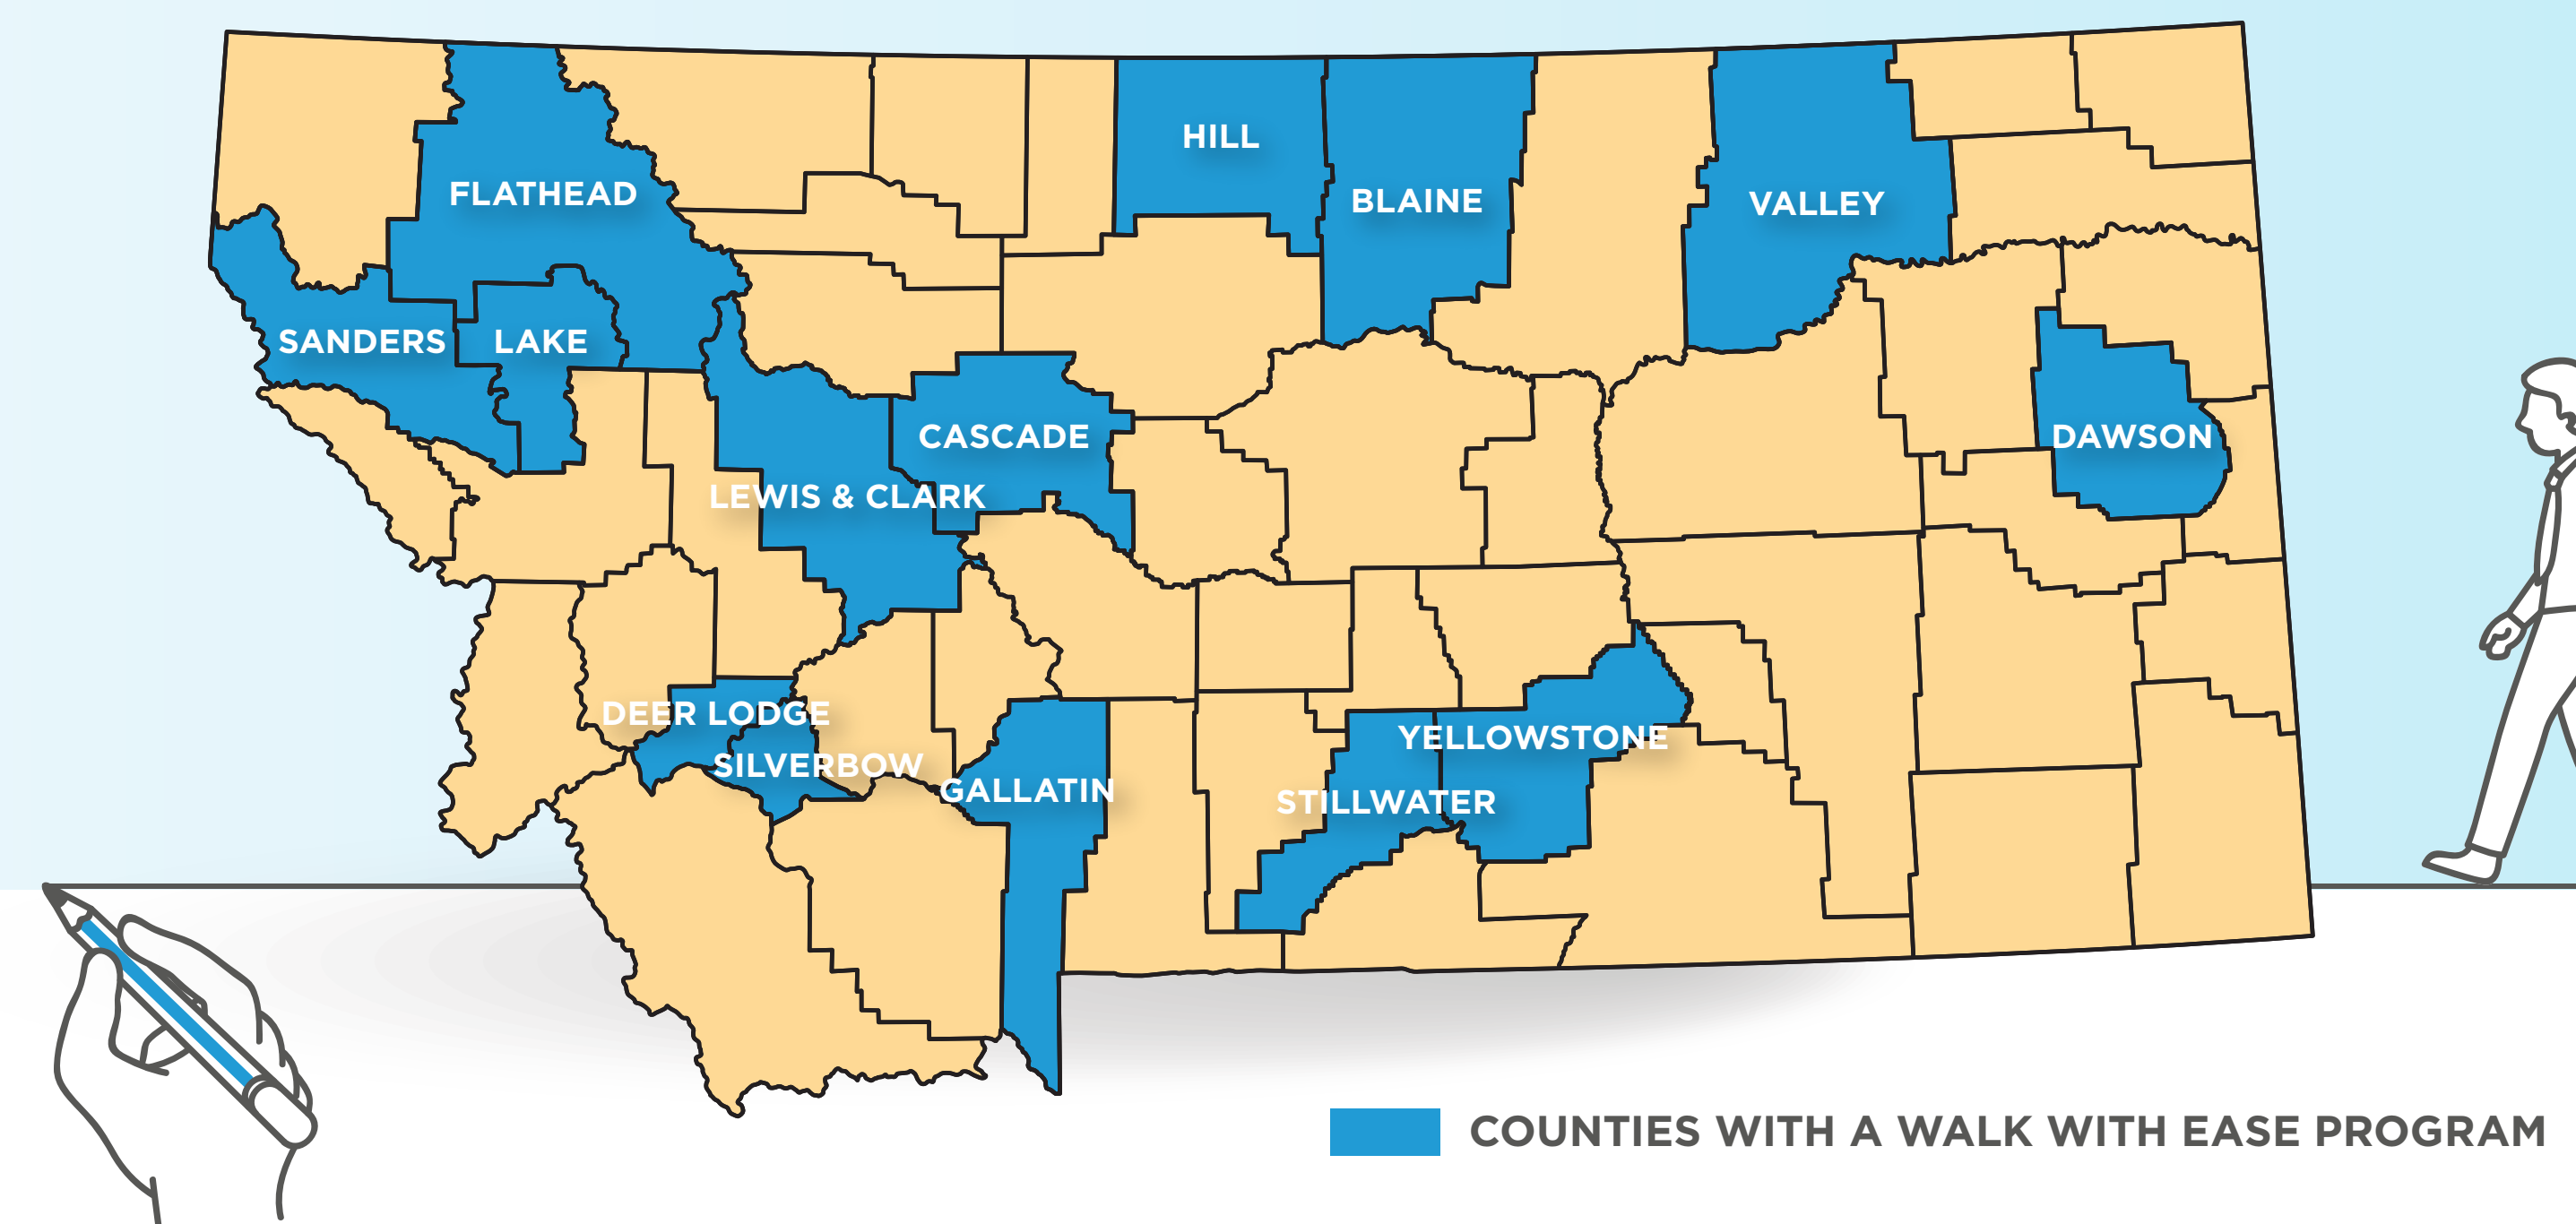 HILL
FLATHEAD
BLAINE
VALLEY
SANDERS
LAKE
CASCADE
DAWSON
LEWIS & CLARK
DEER LODGE
YELLOWSTONE
SILVERBOW
GALLATIN
STILLWATER
COUNTIES WITH A WALK WITH EASE PROGRAM